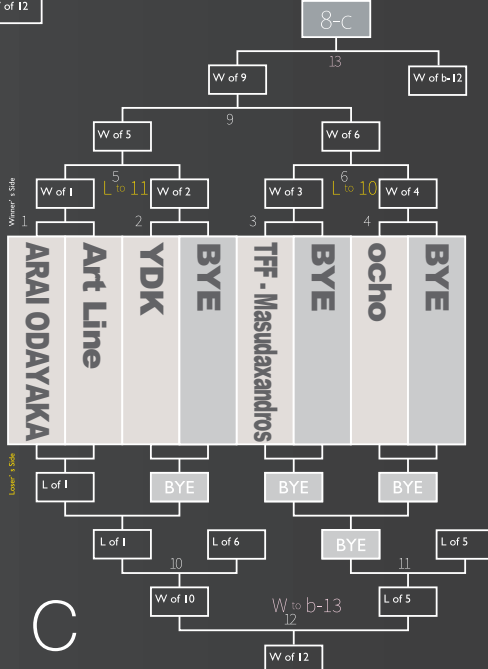 W of 12
8-c
13
W of 9
W of b-12
9
W of 5
W of 6
5
L to 11
6
L to 10
W of 1
W of 2
W of 3
W of 4
Winner's Side
1
2
3
4
ARAI ODAYAKA
Art Line
YDK
BYE
TFF - Masudaxandros
BYE
ocho
BYE
Loser's Side
L of 1
BYE
BYE
BYE
L of 1
L of 6
BYE
L of 5
10
11
W of 10
W to b-13
L of 5
12
W of 12
C